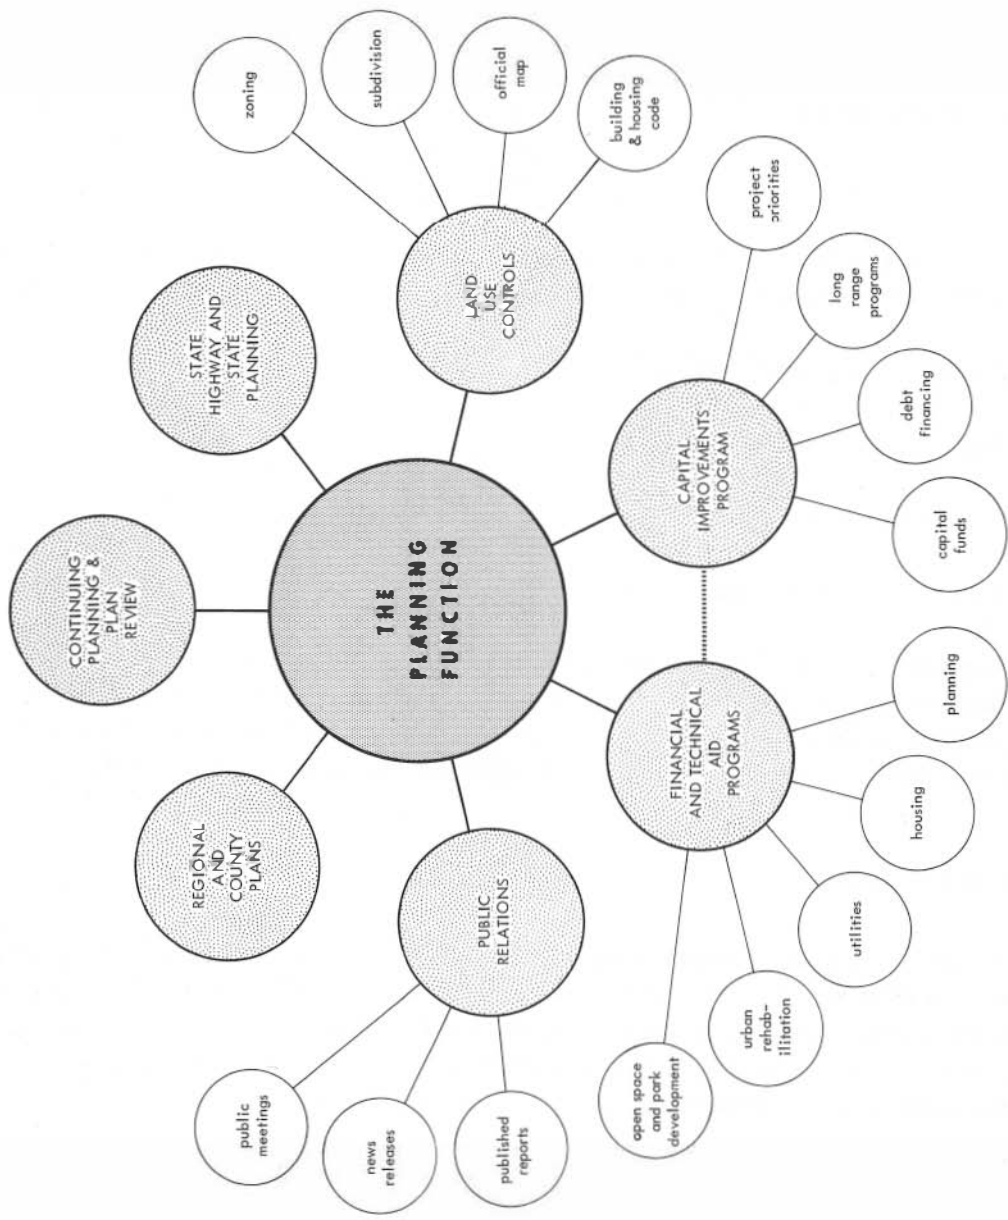 THE
PLANNING
FUNCTION
CONTINUING
PLANNING &
PLAN
REVIEW
STATE
HIGHWAY AND
STATE
PLANNING
LAND
USE
CONTROLS
zoning
subdivision
official
map
building
& housing
code
CAPITAL
IMPROVEMENTS
PROGRAM
project
priorities
long
range
programs
debt
financing
capital
funds
FINANCIAL
AND TECHNICAL
AID
PROGRAMS
planning
housing
utilities
urban
rehab-
ilitation
open space
and park
development
PUBLIC
RELATIONS
published
reports
news
releases
public
meetings
REGIONAL
AND
COUNTY
PLANS